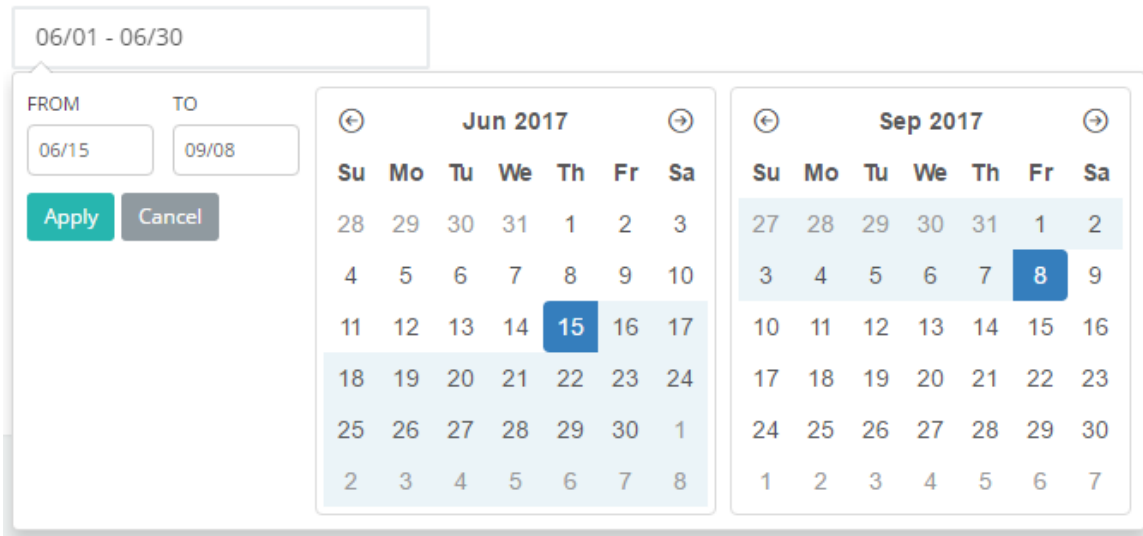 06/01 - 06/30
FROM TO
06/15 09/08
Apply Cancel
Jun 2017
Su Mo Tu We Th Fr Sa
28 29 30 31 1 2 3
4 5 6 7 8 9 10
11 12 13 14 15 16 17
18 19 20 21 22 23 24
25 26 27 28 29 30 1
2 3 4 5 6 7 8
Sep 2017
Su Mo Tu We Th Fr Sa
27 28 29 30 31 1 2
3 4 5 6 7 8 9
10 11 12 13 14 15 16
17 18 19 20 21 22 23
24 25 26 27 28 29 30
1 2 3 4 5 6 7